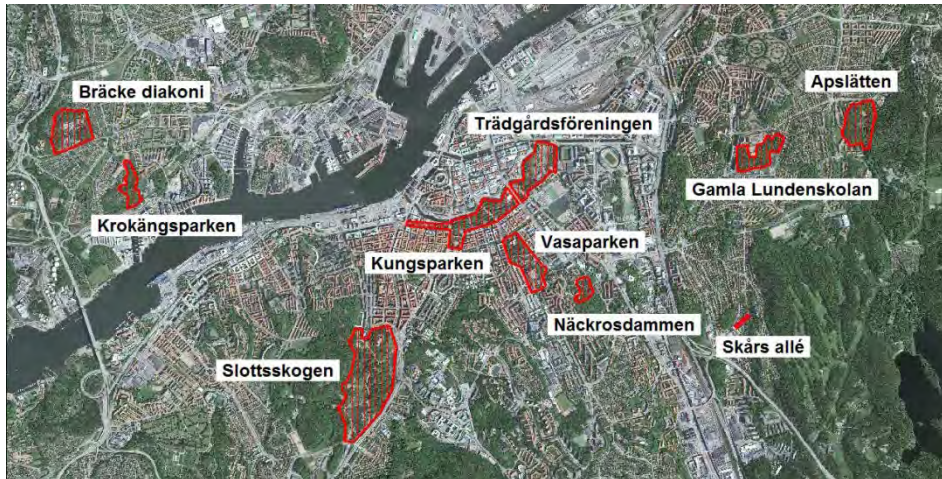 Bräcke diakoni
Apslätten
Trädgårdsföreningen
Gamla Lundenskolan
Krokängsparken
Vasaparken
Kungsparken
Näckrosdammen
Skårs allé
Slottsskogen